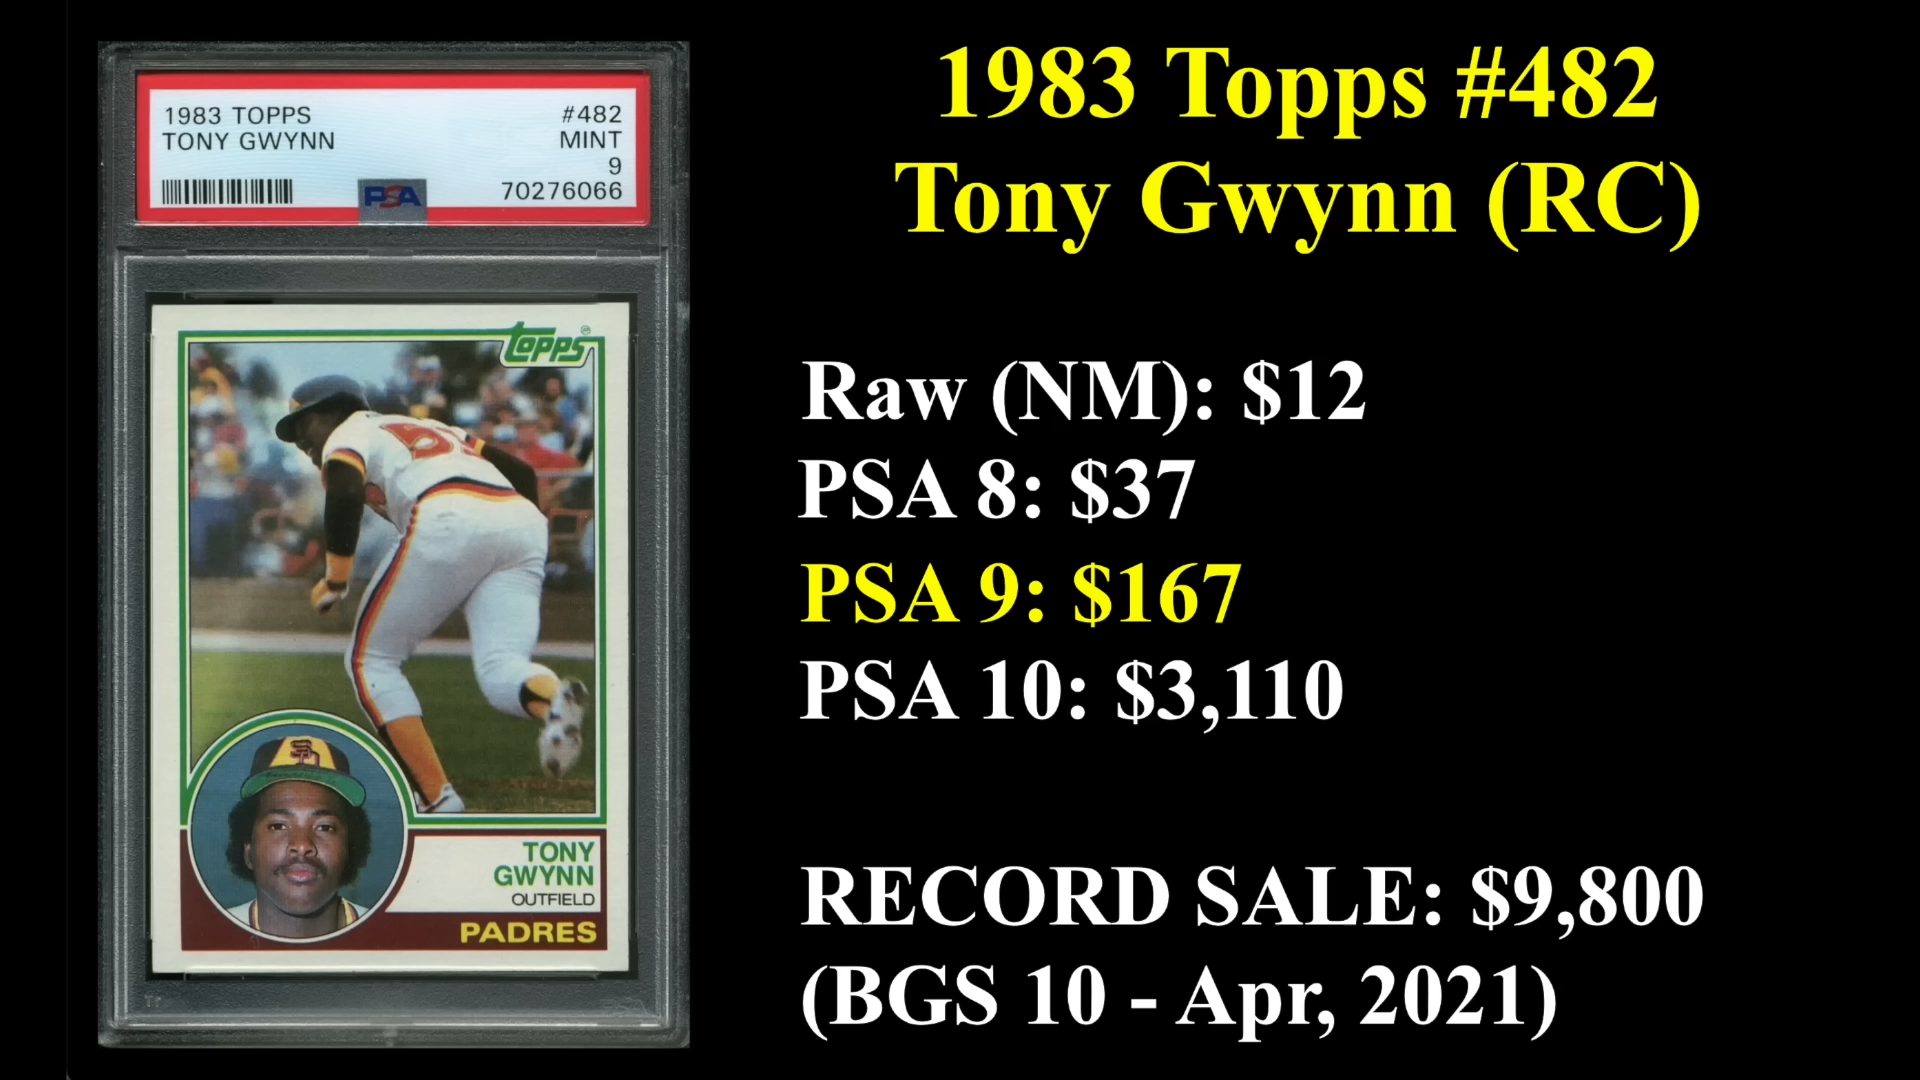 1983 TOPPS #482
TONY GWYNN MINT
9
PSA 70276066
topps
TONY
GWYNN
OUTFIELD
PADRES
1983 Topps #482
Tony Gwynn (RC)
Raw (NM): $12
PSA 8: $37
PSA 9: $167
PSA 10: $3,110
RECORD SALE: $9,800
(BGS 10 - Apr, 2021)